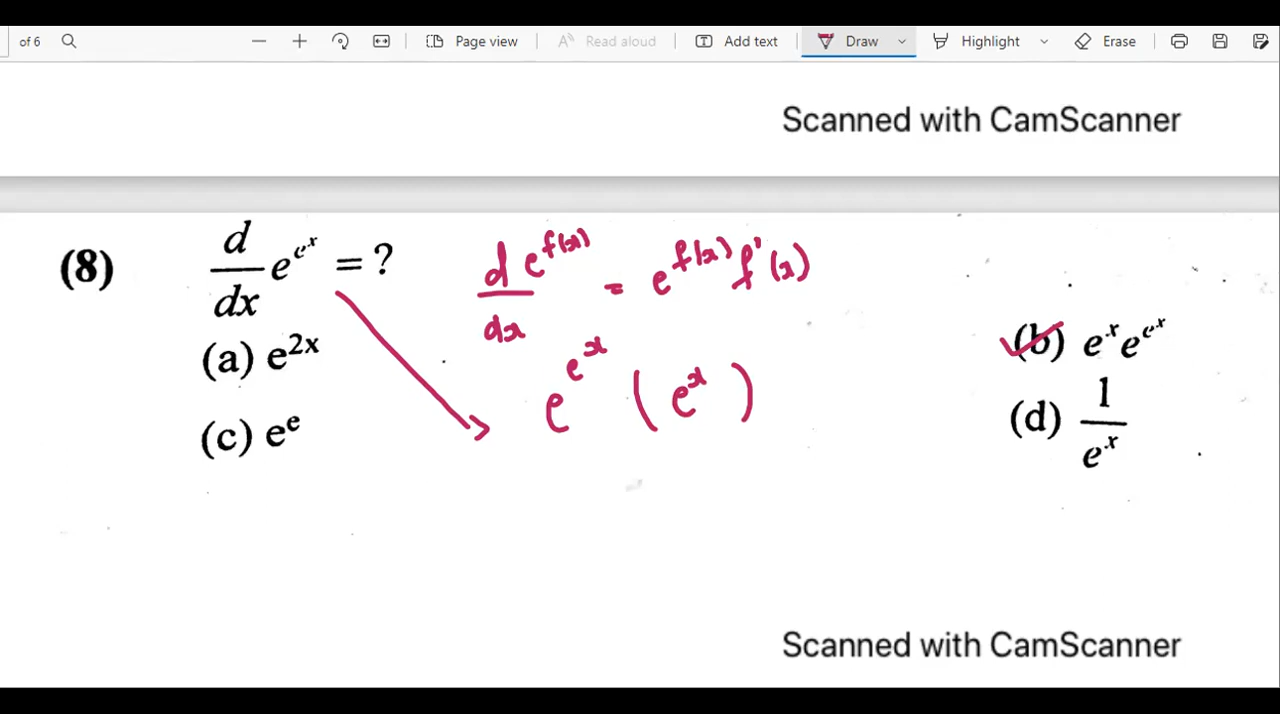 of 6 Page view Read aloud Add text Draw Highlight Erase
Scanned with CamScanner
(8) d/dx e^{e^x} = ?
d/dx e^{f(x)} = e^{f(x)} f'(x)
(a) e^{2x}
(b) e^x e^{e^x}
e^{e^x} (e^x)
(c) e^e
(d) 1/e^x
Scanned with CamScanner